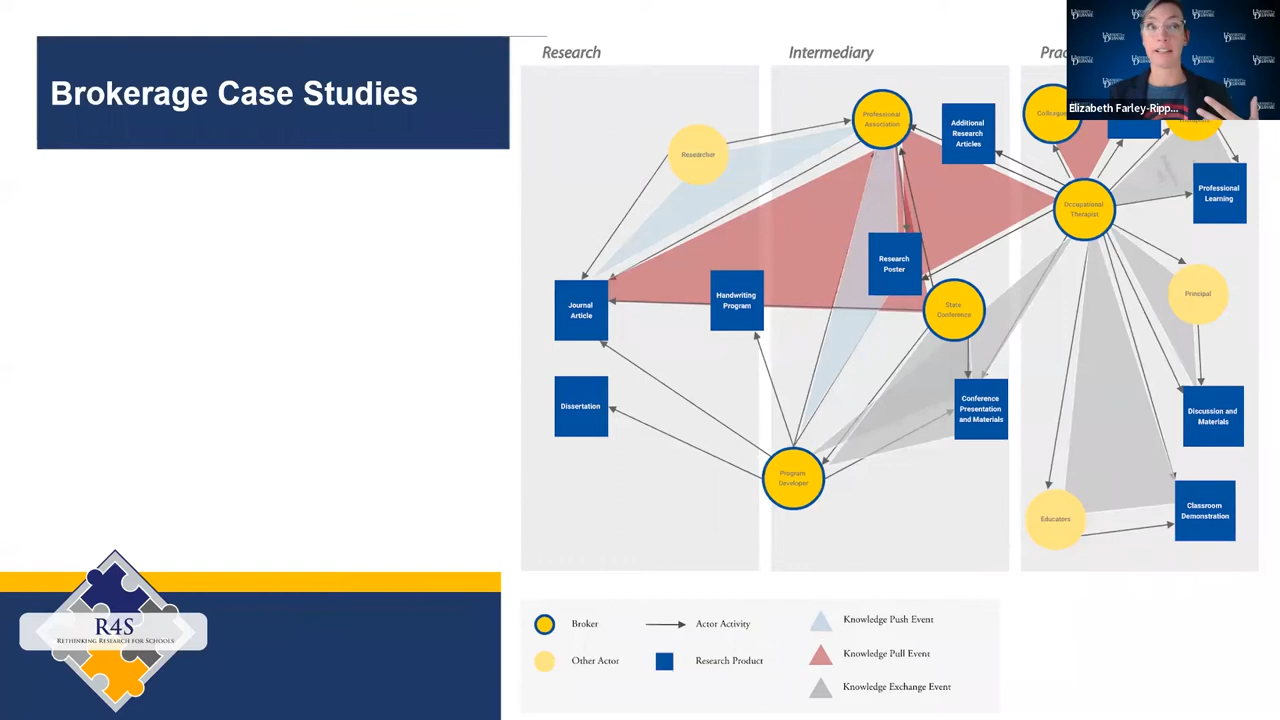 Brokerage Case Studies
Research
Intermediary
Elizabeth Farley-Ripp...
Researcher
Professional
Association
Additional
Research
Articles
Occupational
Therapist
Professional
Learning
Research
Poster
Principal
Journal
Article
Handwriting
Program
State
Conference
Dissertation
Conference
Presentation
and Materials
Discussion and
Materials
Program
Developer
Educators
Classroom
Demonstration
R4S
RETHINKING RESEARCH FOR SCHOOLS
Broker
Actor Activity
Knowledge Push Event
Other Actor
Research Product
Knowledge Pull Event
Knowledge Exchange Event